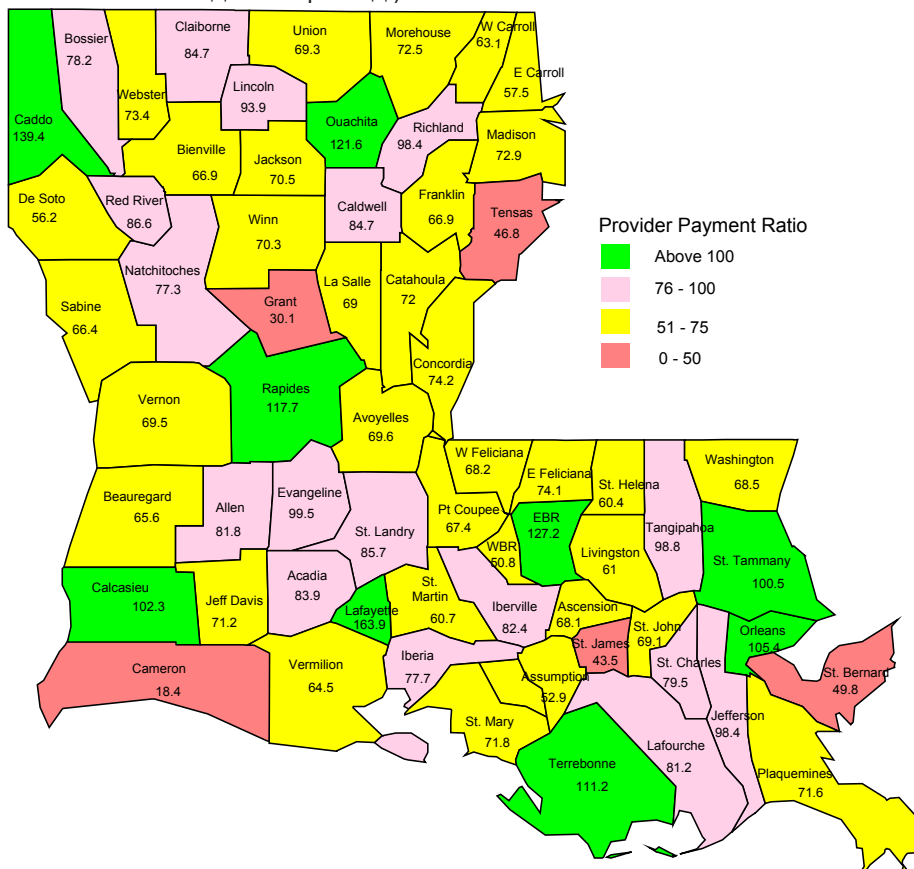 Claiborne
84.7
Bossier
78.2
Union
69.3
Morehouse
72.5
W Carroll
63.1
E Carroll
57.5
Webster
73.4
Lincoln
93.9
Caddo
139.4
Ouachita
121.6
Richland
98.4
Madison
72.9
Bienville
66.9
Jackson
70.5
De Soto
56.2
Red River
86.6
Caldwell
84.7
Franklin
66.9
Tensas
46.8
Winn
70.3
Natchitoches
77.3
Provider Payment Ratio
Above 100
76 - 100
51 - 75
0 - 50
Sabine
66.4
Grant
30.1
La Salle
69
Catahoula
72
Concordia
74.2
Rapides
117.7
Vernon
69.5
Avoyelles
69.6
W Feliciana
68.2
E Feliciana
74.1
St. Helena
60.4
Washington
68.5
Beauregard
65.6
Allen
81.8
Evangeline
99.5
St. Landry
85.7
Pt Coupee
67.4
EBR
127.2
Tangipahoa
98.8
WBR
50.8
Livingston
61
St. Tammany
100.5
Calcasieu
102.3
Jeff Davis
71.2
Acadia
83.9
Lafayette
163.9
St.
Martin
60.7
Iberville
82.4
Ascension
68.1
St. John
69.1
Orleans
105.4
Cameron
18.4
Vermilion
64.5
Iberia
77.7
St. James
43.5
St. Charles
79.5
St. Bernard
49.8
Assumption
52.9
St. Mary
71.8
Jefferson
98.4
Terrebonne
111.2
Lafourche
81.2
Plaquemines
71.6